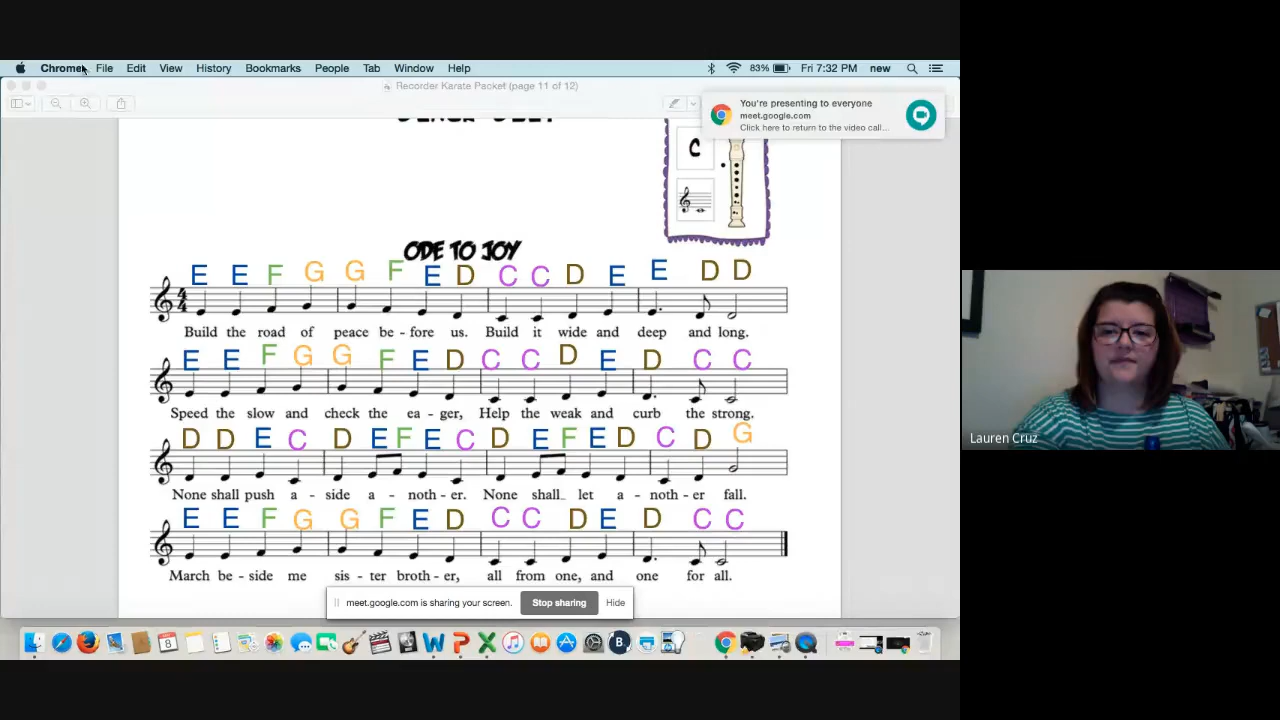 Chrome File Edit View History Bookmarks People Tab Window Help 83% Fri 7:32 PM new
Recorder Karate Packet (page 11 of 12)
You're presenting to everyone
meet.google.com
Click here to return to the video call...
C
ODE TO JOY
E E F G G F E D C C D E E D D
4
4
Build the road of peace be - fore us. Build it wide and deep and long.
E E F G G F E D C C D E D C C
Speed the slow and check the ea - ger, Help the weak and curb the strong.
D D E C D E F E C D E F E D C D G
None shall push a - side a - noth - er. None shall_ let a - noth - er fall.
E E F G G F E D C C D E D C C
March be - side me sis - ter broth - er, all from one, and one for all.
meet.google.com is sharing your screen. Stop sharing Hide
Lauren Cruz